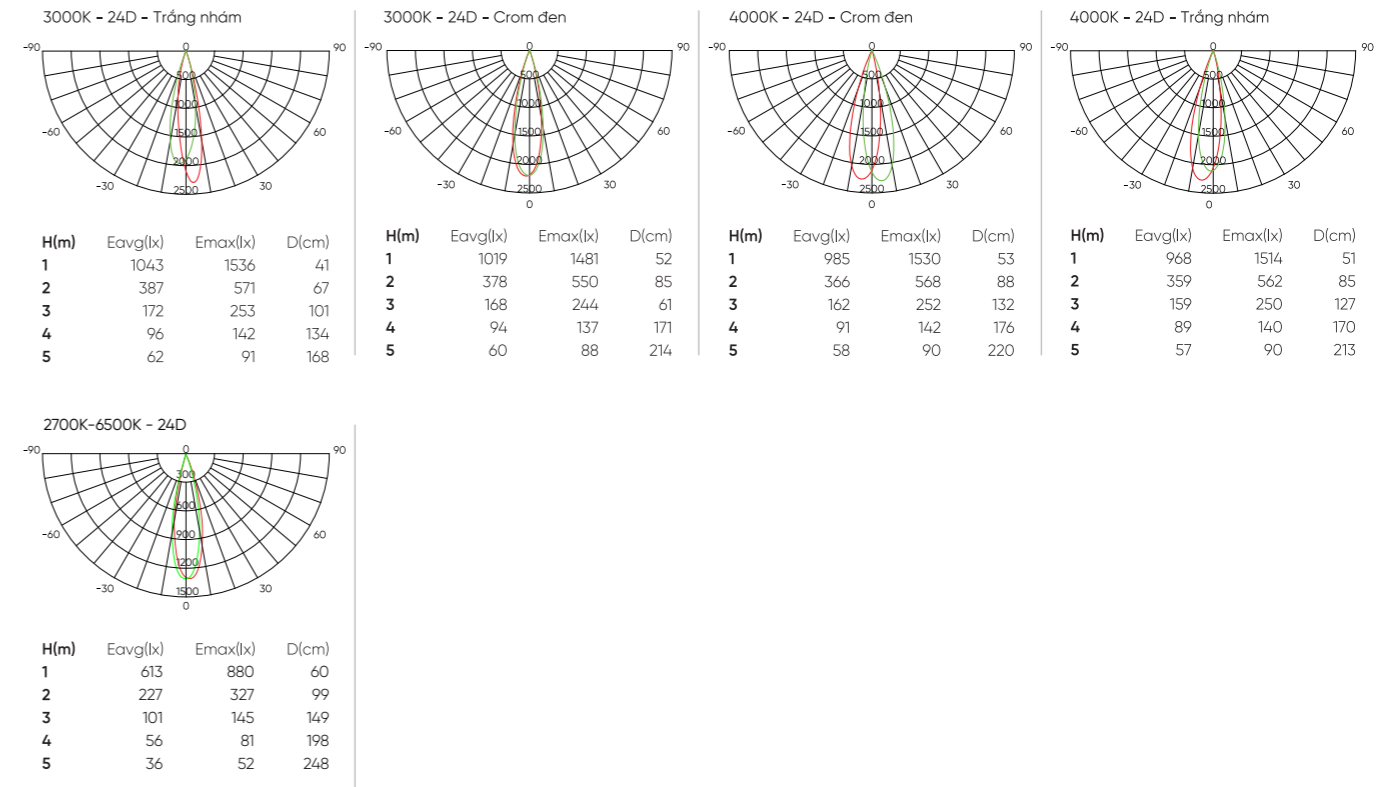 3000K - 24D - Trắng nhám
-90 0 90
500
1000
1500
2000
2500
-60 60
-30 30
H(m) Eavg(lx) Emax(lx) D(cm)
1 1043 1536 41
2 387 571 67
3 172 253 101
4 96 142 134
5 62 91 168
3000K - 24D - Crom đen
-90 0 90
500
1000
1500
2000
2500
-60 60
-30 30
0
H(m) Eavg(lx) Emax(lx) D(cm)
1 1019 1481 52
2 378 550 85
3 168 244 61
4 94 137 171
5 60 88 214
4000K - 24D - Crom đen
-90 0 90
500
1000
1500
2000
2500
-60 60
-30 30
0
H(m) Eavg(lx) Emax(lx) D(cm)
1 985 1530 53
2 366 568 88
3 162 252 132
4 91 142 176
5 58 90 220
4000K - 24D - Trắng nhám
-90 0 90
500
1000
1500
2000
2500
-60 60
-30 30
0
H(m) Eavg(lx) Emax(lx) D(cm)
1 968 1514 51
2 359 562 85
3 159 250 127
4 89 140 170
5 57 90 213
2700K-6500K - 24D
-90 0 90
300
600
900
1200
1500
-60 60
-30 30
0
H(m) Eavg(lx) Emax(lx) D(cm)
1 613 880 60
2 227 327 99
3 101 145 149
4 56 81 198
5 36 52 248